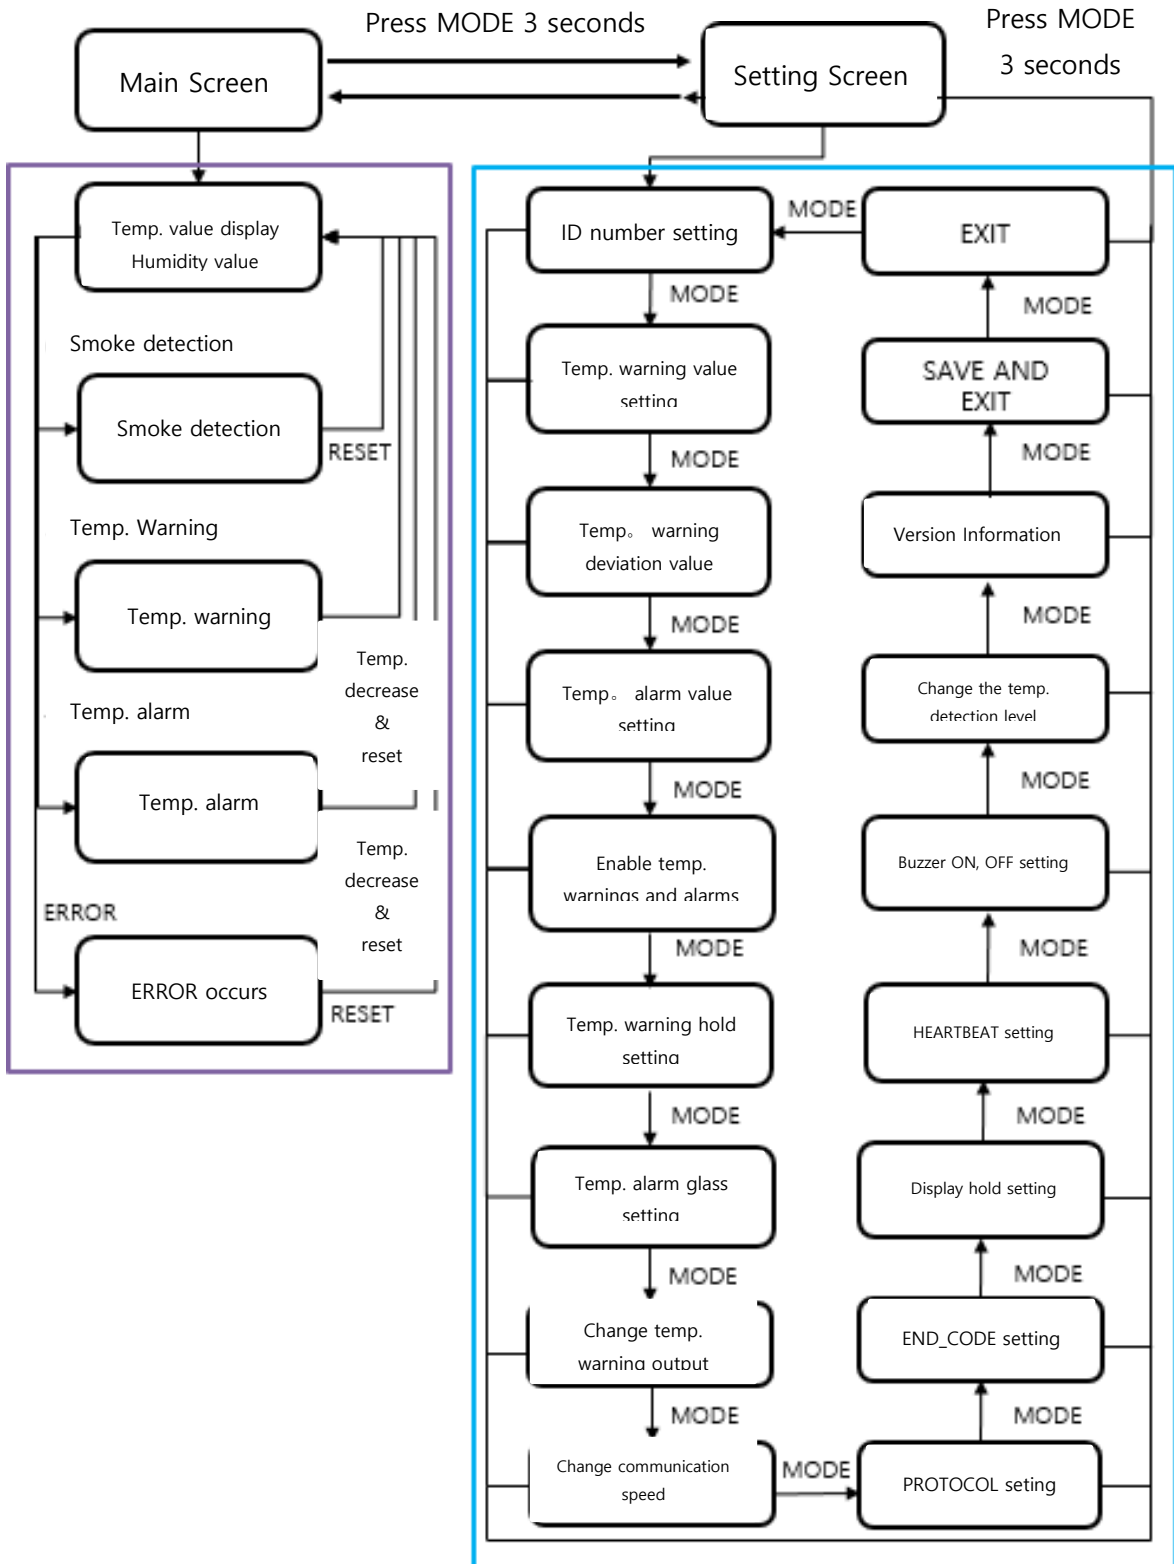 Press MODE 3 seconds
Press MODE
3 seconds
Main Screen
Setting Screen
Temp. value display
Humidity value
Smoke detection
Smoke detection
RESET
Temp. Warning
Temp. warning
Temp.
decrease
&
reset
Temp. alarm
Temp. alarm
Temp.
decrease
&
reset
ERROR
ERROR occurs
RESET
ID number setting
MODE
Temp. warning value
setting
MODE
Temp。 warning
deviation value
MODE
Temp。 alarm value
setting
MODE
Enable temp.
warnings and alarms
MODE
Temp. warning hold
setting
MODE
Temp. alarm glass
setting
MODE
Change temp.
warning output
MODE
Change communication
speed
MODE
PROTOCOL seting
MODE
END_CODE setting
MODE
Display hold setting
MODE
HEARTBEAT setting
MODE
Buzzer ON, OFF setting
MODE
Change the temp.
detection level
MODE
Version Information
MODE
SAVE AND
EXIT
MODE
EXIT
MODE